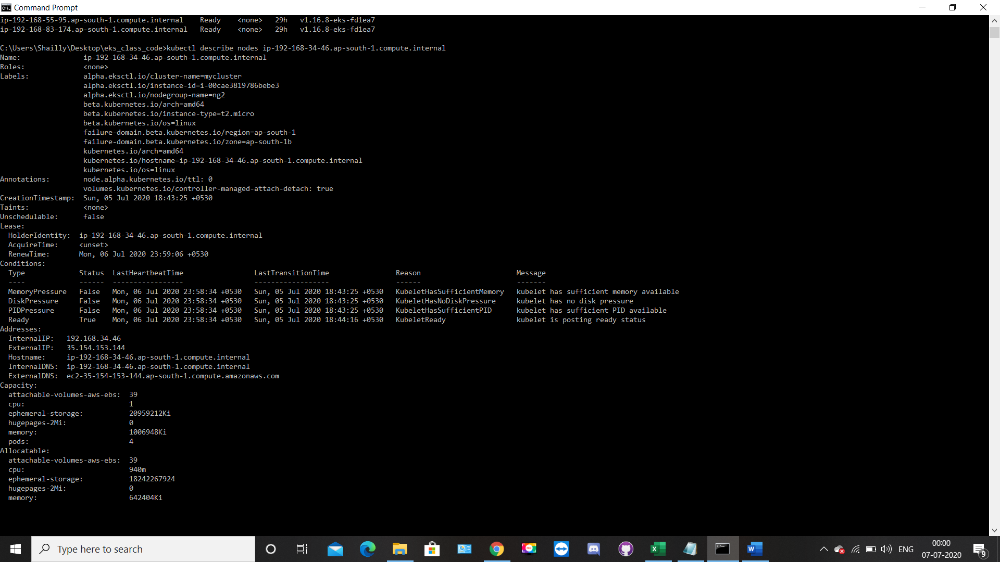 Command Prompt
ip-192-168-55-95.ap-south-1.compute.internal    Ready    <none>   29h   v1.16.8-eks-fd1ea7
ip-192-168-83-174.ap-south-1.compute.internal   Ready    <none>   29h   v1.16.8-eks-fd1ea7
C:\Users\Shailly\Desktop\eks_class_code>kubectl describe nodes ip-192-168-34-46.ap-south-1.compute.internal
Name:               ip-192-168-34-46.ap-south-1.compute.internal
Roles:              <none>
Labels:             alpha.eksctl.io/cluster-name=mycluster
                    alpha.eksctl.io/instance-id=i-00cae3819786bebe3
                    alpha.eksctl.io/nodegroup-name=ng2
                    beta.kubernetes.io/arch=amd64
                    beta.kubernetes.io/instance-type=t2.micro
                    beta.kubernetes.io/os=linux
                    failure-domain.beta.kubernetes.io/region=ap-south-1
                    failure-domain.beta.kubernetes.io/zone=ap-south-1b
                    kubernetes.io/arch=amd64
                    kubernetes.io/hostname=ip-192-168-34-46.ap-south-1.compute.internal
                    kubernetes.io/os=linux
Annotations:        node.alpha.kubernetes.io/ttl: 0
                    volumes.kubernetes.io/controller-managed-attach-detach: true
CreationTimestamp:  Sun, 05 Jul 2020 18:43:25 +0530
Taints:             <none>
Unschedulable:      false
Lease:
  HolderIdentity:  ip-192-168-34-46.ap-south-1.compute.internal
  AcquireTime:     <unset>
  RenewTime:       Mon, 06 Jul 2020 23:59:06 +0530
Conditions:
  Type             Status  LastHeartbeatTime                 LastTransitionTime                Reason                       Message
  ----             ------  -----------------                 ------------------                ------                       -------
  MemoryPressure   False   Mon, 06 Jul 2020 23:58:34 +0530   Sun, 05 Jul 2020 18:43:25 +0530   KubeletHasSufficientMemory   kubelet has sufficient memory available
  DiskPressure     False   Mon, 06 Jul 2020 23:58:34 +0530   Sun, 05 Jul 2020 18:43:25 +0530   KubeletHasNoDiskPressure     kubelet has no disk pressure
  PIDPressure      False   Mon, 06 Jul 2020 23:58:34 +0530   Sun, 05 Jul 2020 18:43:25 +0530   KubeletHasSufficientPID      kubelet has sufficient PID available
  Ready            True    Mon, 06 Jul 2020 23:58:34 +0530   Sun, 05 Jul 2020 18:44:16 +0530   KubeletReady                 kubelet is posting ready status
Addresses:
  InternalIP:   192.168.34.46
  ExternalIP:   35.154.153.144
  Hostname:     ip-192-168-34-46.ap-south-1.compute.internal
  InternalDNS:  ip-192-168-34-46.ap-south-1.compute.internal
  ExternalDNS:  ec2-35-154-153-144.ap-south-1.compute.amazonaws.com
Capacity:
  attachable-volumes-aws-ebs:  39
  cpu:                         1
  ephemeral-storage:           20959212Ki
  hugepages-2Mi:               0
  memory:                      1006948Ki
  pods:                        4
Allocatable:
  attachable-volumes-aws-ebs:  39
  cpu:                         940m
  ephemeral-storage:           18242267924
  hugepages-2Mi:               0
  memory:                      642404Ki
Type here to search
ENG
00:00
07-07-2020
9